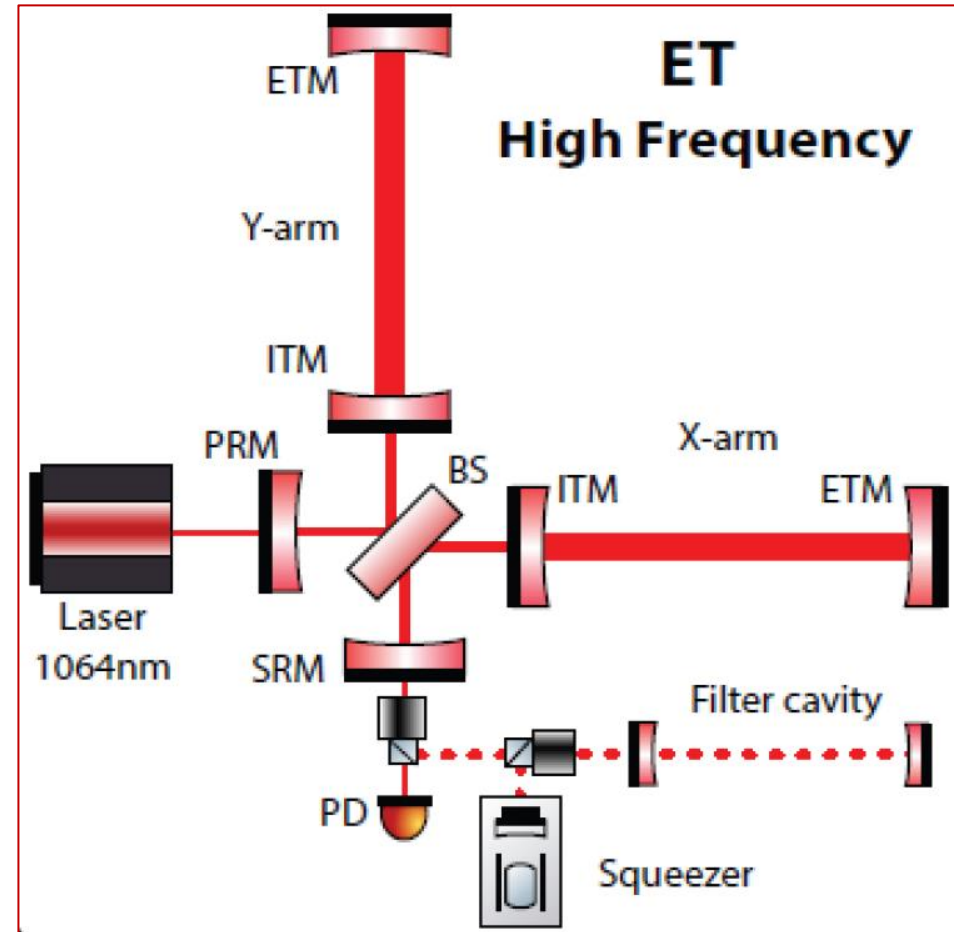 ET
High Frequency
ETM
Y-arm
ITM
PRM
BS
X-arm
ITM
ETM
Laser
1064nm
SRM
Filter cavity
PD
Squeezer